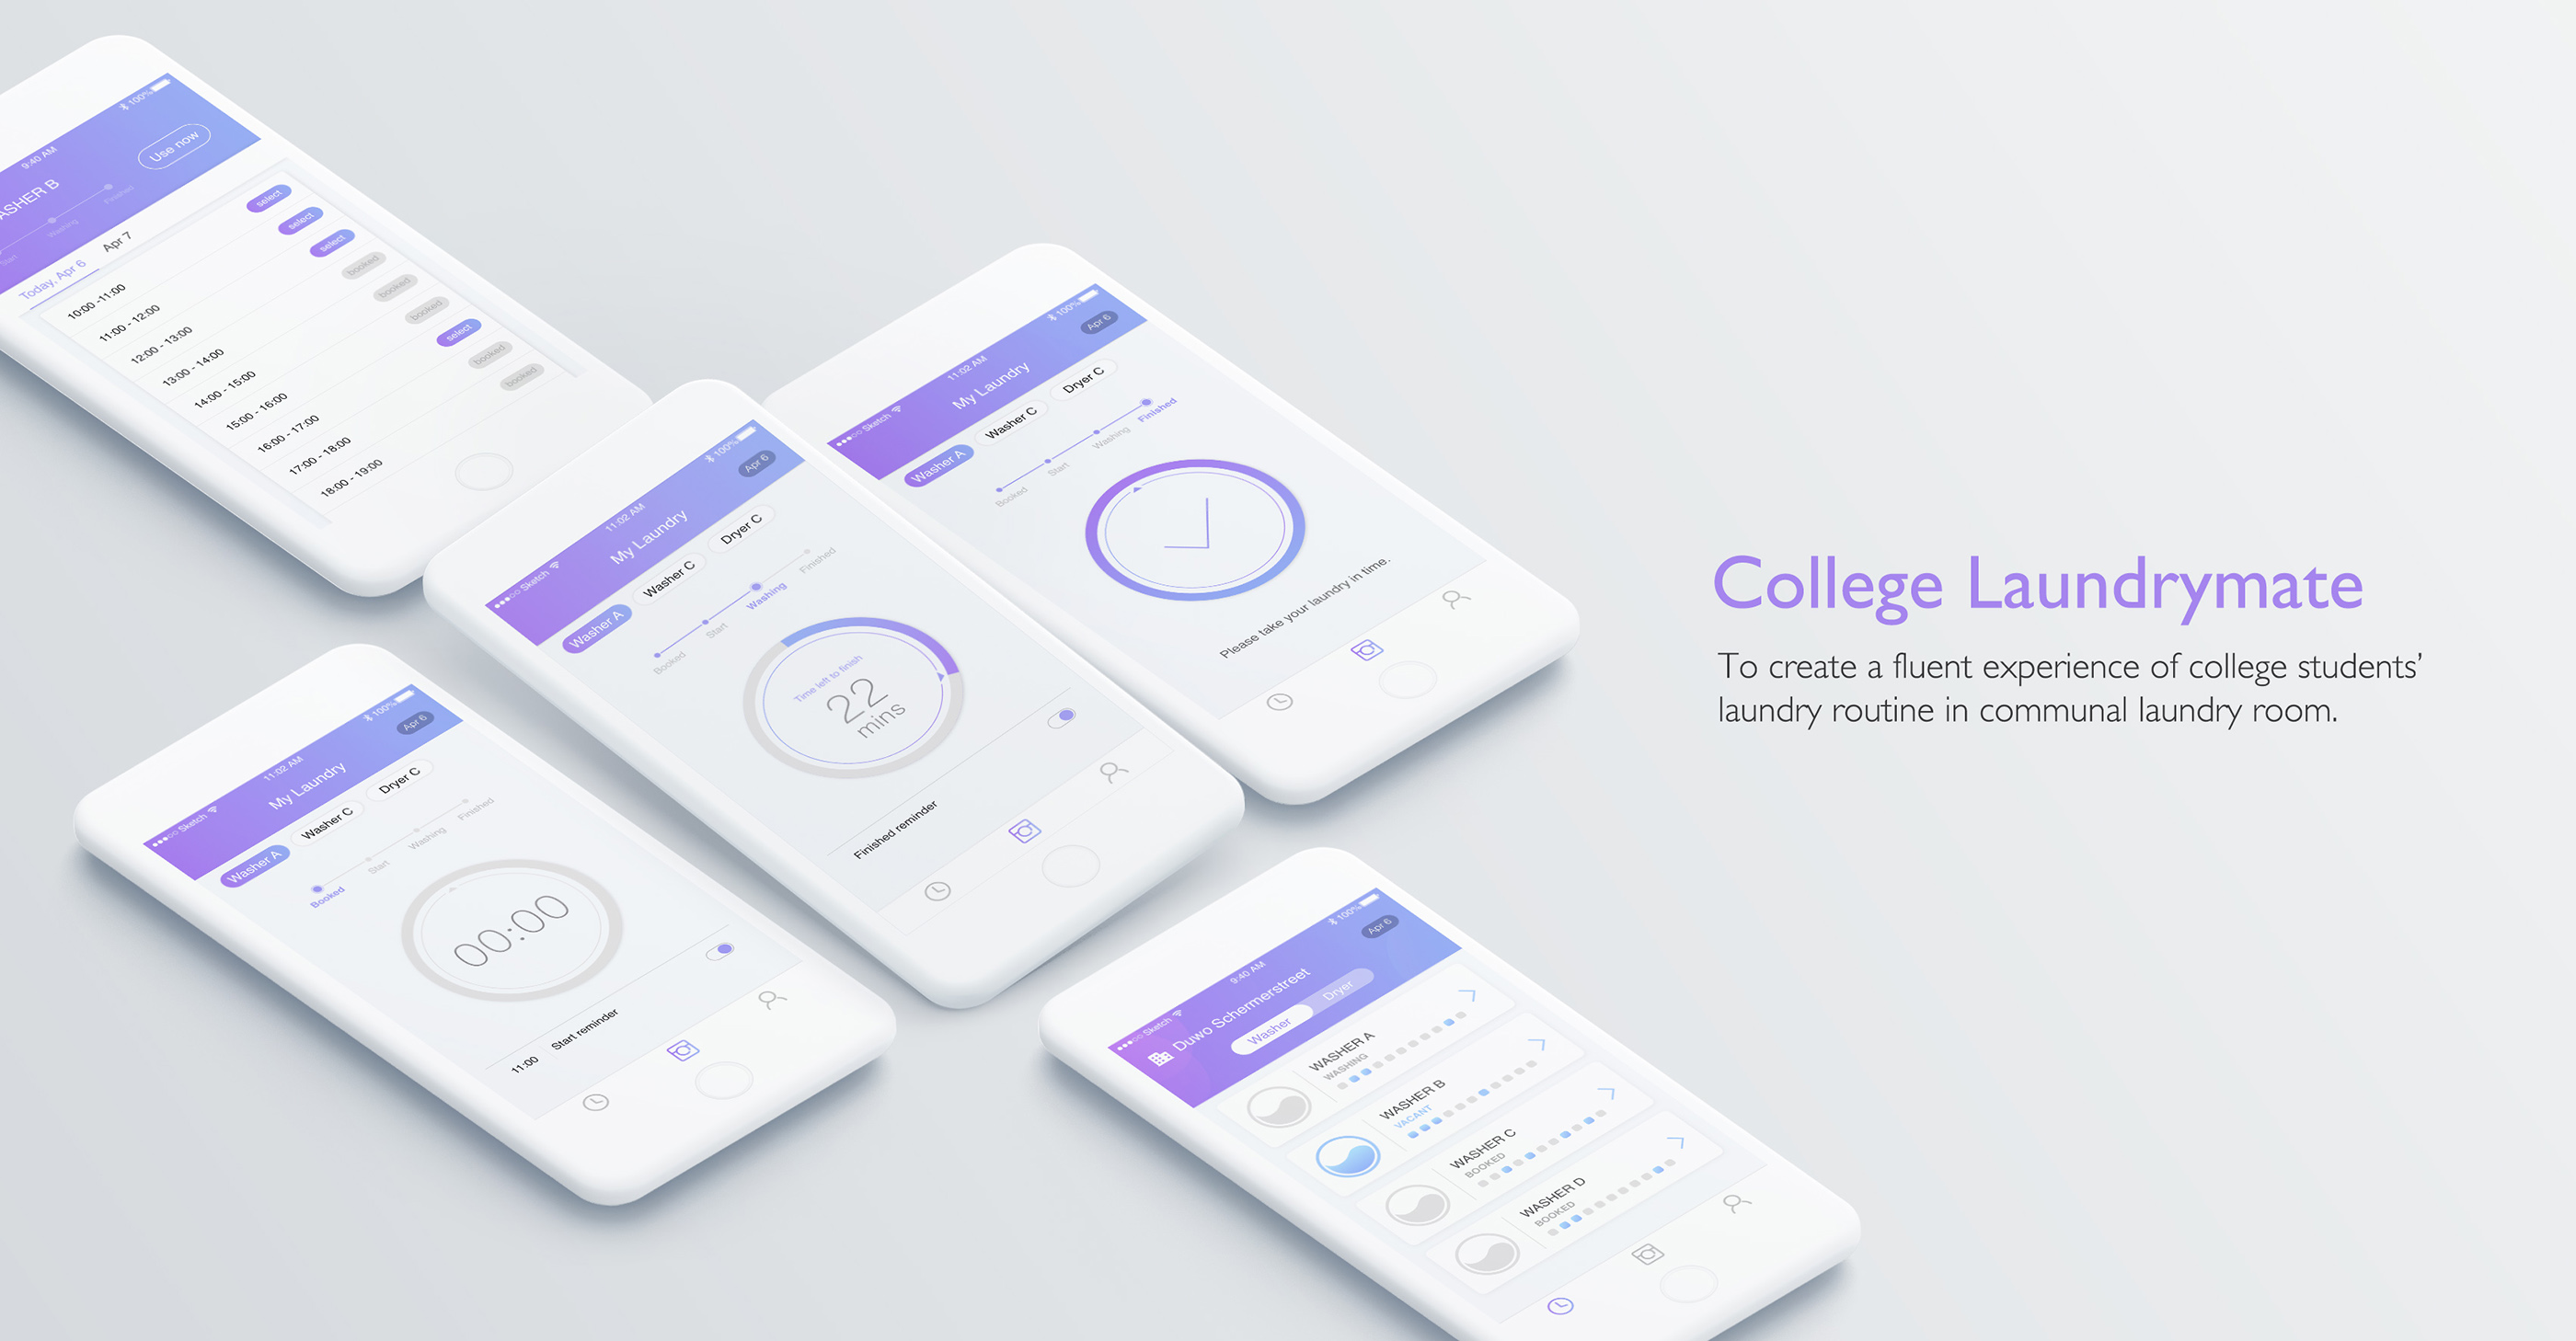 100%
9:40 AM
ASHER B
Use now
Start
Washing
Finished
Today, Apr 6
Apr 7
10:00 -11:00
select
11:00 - 12:00
select
12:00 - 13:00
select
13:00 - 14:00
booked
14:00 - 15:00
booked
15:00 - 16:00
booked
16:00 - 17:00
select
17:00 - 18:00
booked
18:00 - 19:00
booked
Sketch
11:02 AM
100%
My Laundry
Apr 6
Washer A
Washer C
Dryer C
Booked
Start
Washing
Finished
Please take your laundry in time.
Sketch
11:02 AM
100%
My Laundry
Apr 6
Washer A
Washer C
Dryer C
Booked
Start
Washing
Finished
Time left to finish
22
mins
Finished reminder
Sketch
11:02 AM
100%
My Laundry
Apr 6
Washer A
Washer C
Dryer C
Booked
Start
Washing
Finished
00:00
11:00
Start reminder
Sketch
9:40 AM
100%
Duwo Schermerstreet
Apr 6
Washer
Dryer
WASHER A
WASHING
WASHER B
VACANT
WASHER C
BOOKED
WASHER D
BOOKED
College Laundrymate
To create a fluent experience of college students’
laundry routine in communal laundry room.